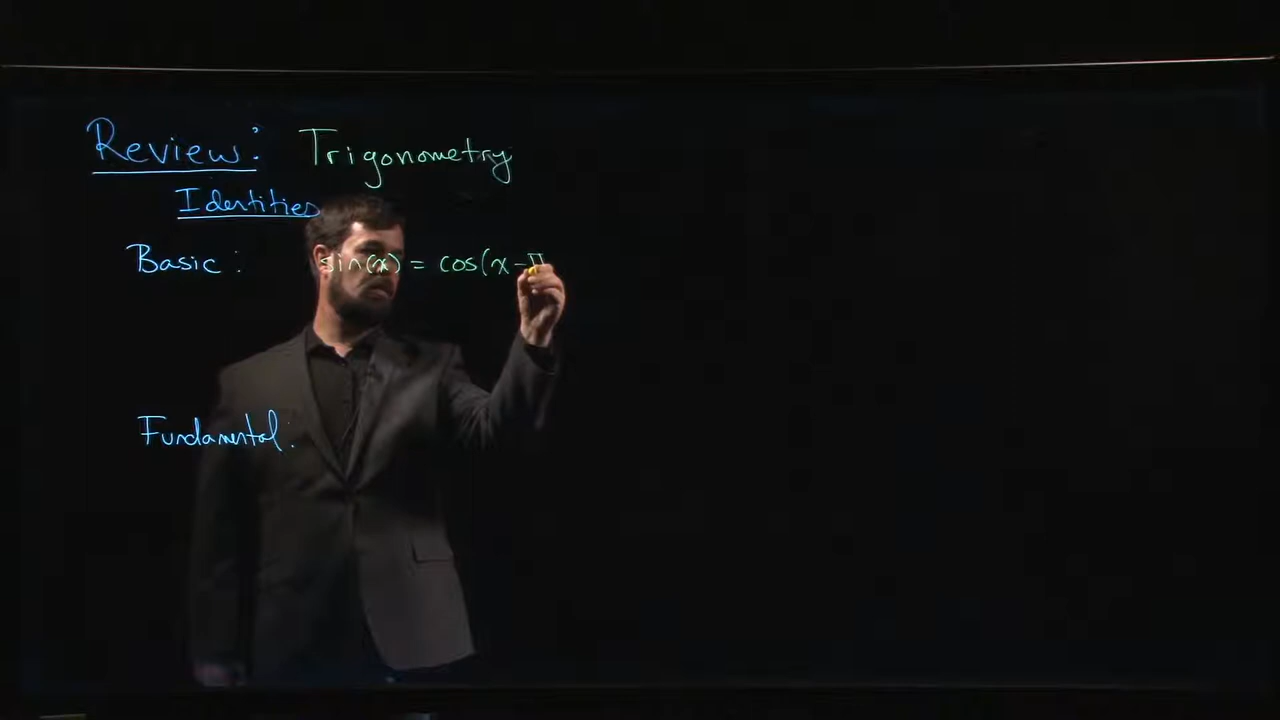 Review: Trigonometry
Identities
Basic: sin(x) = cos(x - π
Fundamental: